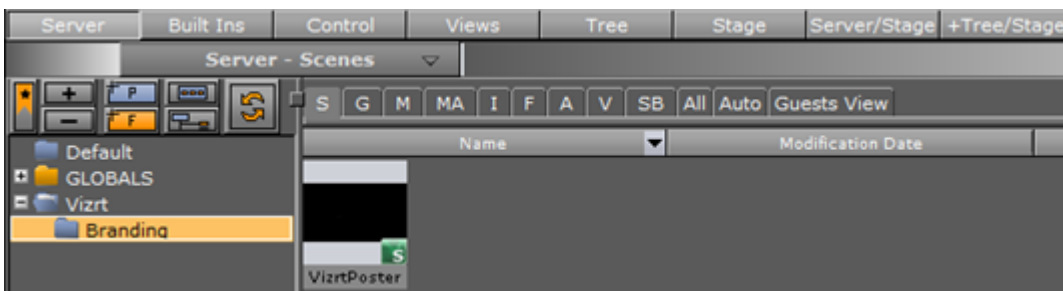 Server Built Ins Control Views Tree Stage Server/Stage +Tree/Stage
Server - Scenes
+ P
- F
S G M MA I F A V SB All Auto Guests View
Name Modification Date
Default
GLOBALS
Vizrt
Branding
S
VizrtPoster